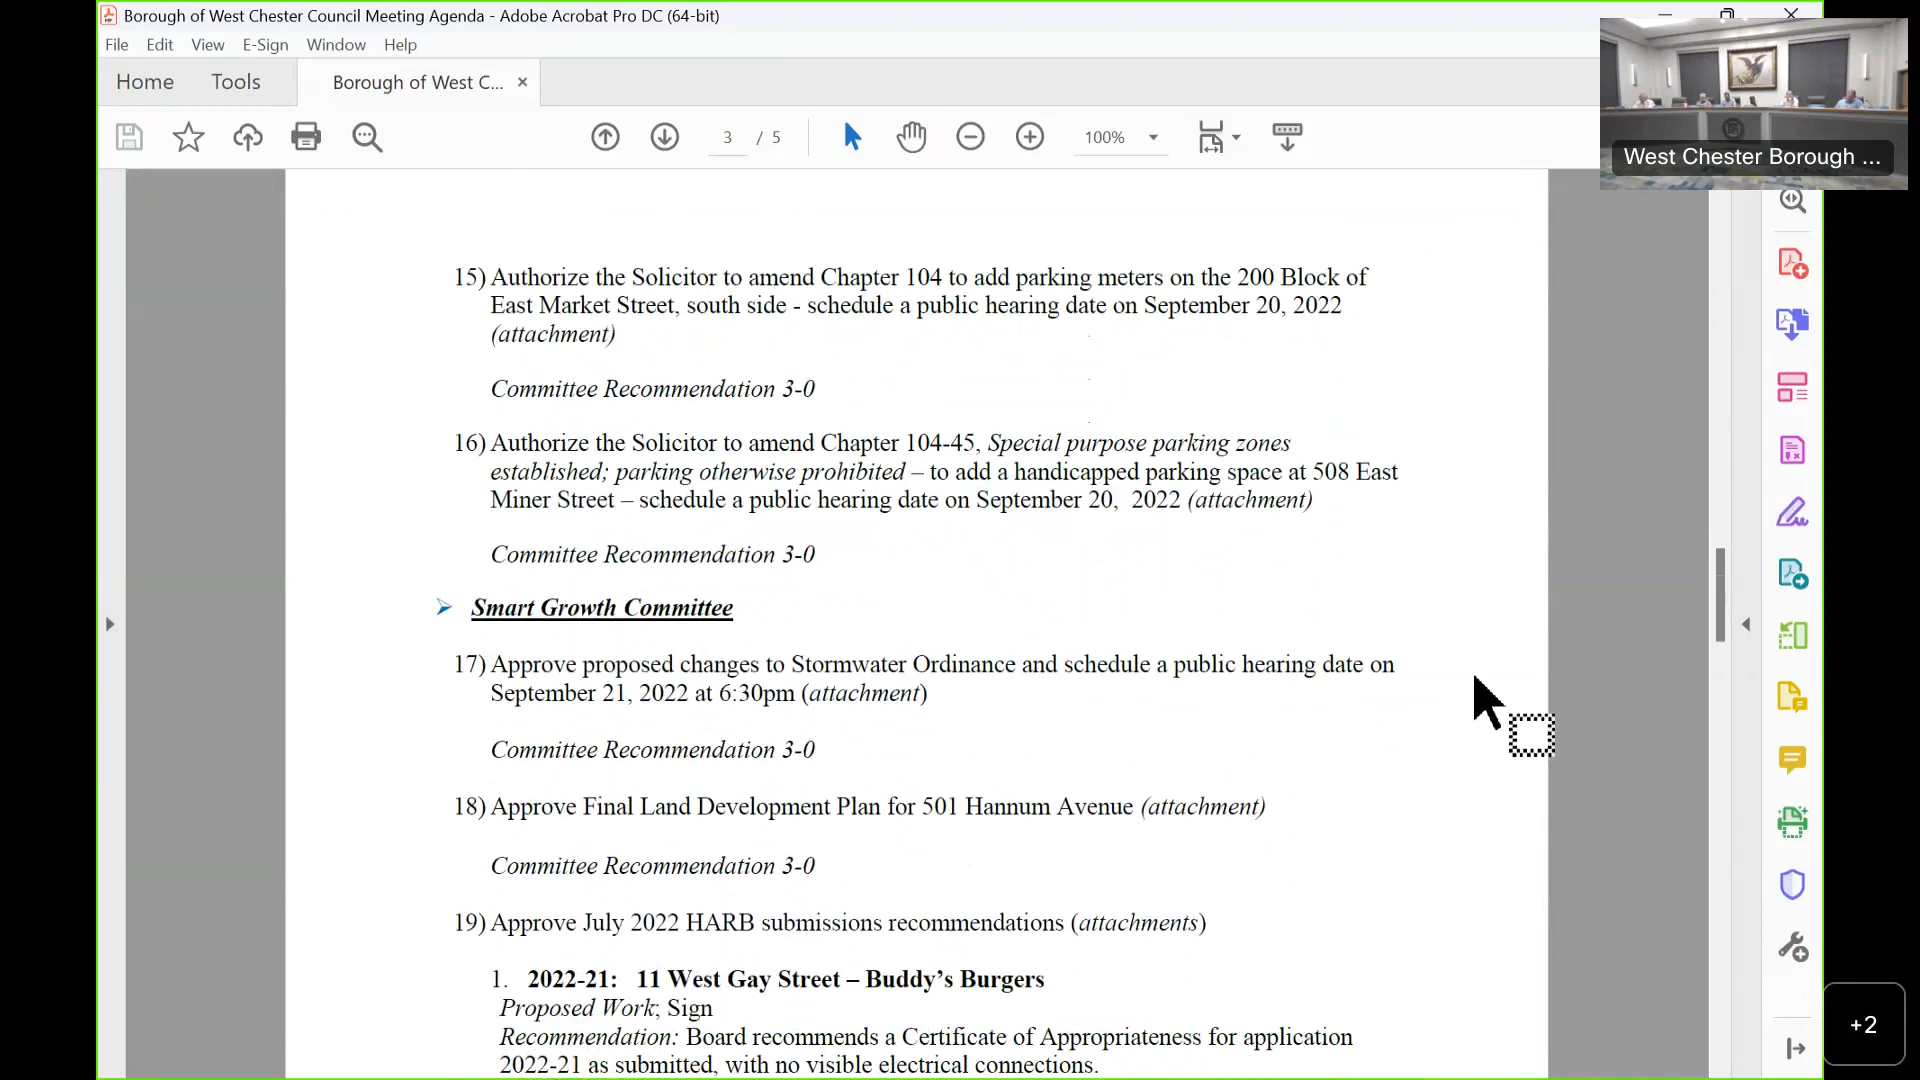 Borough of West Chester Council Meeting Agenda - Adobe Acrobat Pro DC (64-bit)
File Edit View E-Sign Window Help
Home Tools Borough of West C... ×
3 / 5 100%
West Chester Borough ...
15) Authorize the Solicitor to amend Chapter 104 to add parking meters on the 200 Block of
East Market Street, south side - schedule a public hearing date on September 20, 2022
(attachment)
Committee Recommendation 3-0
16) Authorize the Solicitor to amend Chapter 104-45, Special purpose parking zones
established; parking otherwise prohibited – to add a handicapped parking space at 508 East
Miner Street – schedule a public hearing date on September 20, 2022 (attachment)
Committee Recommendation 3-0
➢ Smart Growth Committee
17) Approve proposed changes to Stormwater Ordinance and schedule a public hearing date on
September 21, 2022 at 6:30pm (attachment)
Committee Recommendation 3-0
18) Approve Final Land Development Plan for 501 Hannum Avenue (attachment)
Committee Recommendation 3-0
19) Approve July 2022 HARB submissions recommendations (attachments)
1. 2022-21: 11 West Gay Street – Buddy's Burgers
Proposed Work; Sign
Recommendation: Board recommends a Certificate of Appropriateness for application
2022-21 as submitted, with no visible electrical connections.
+2